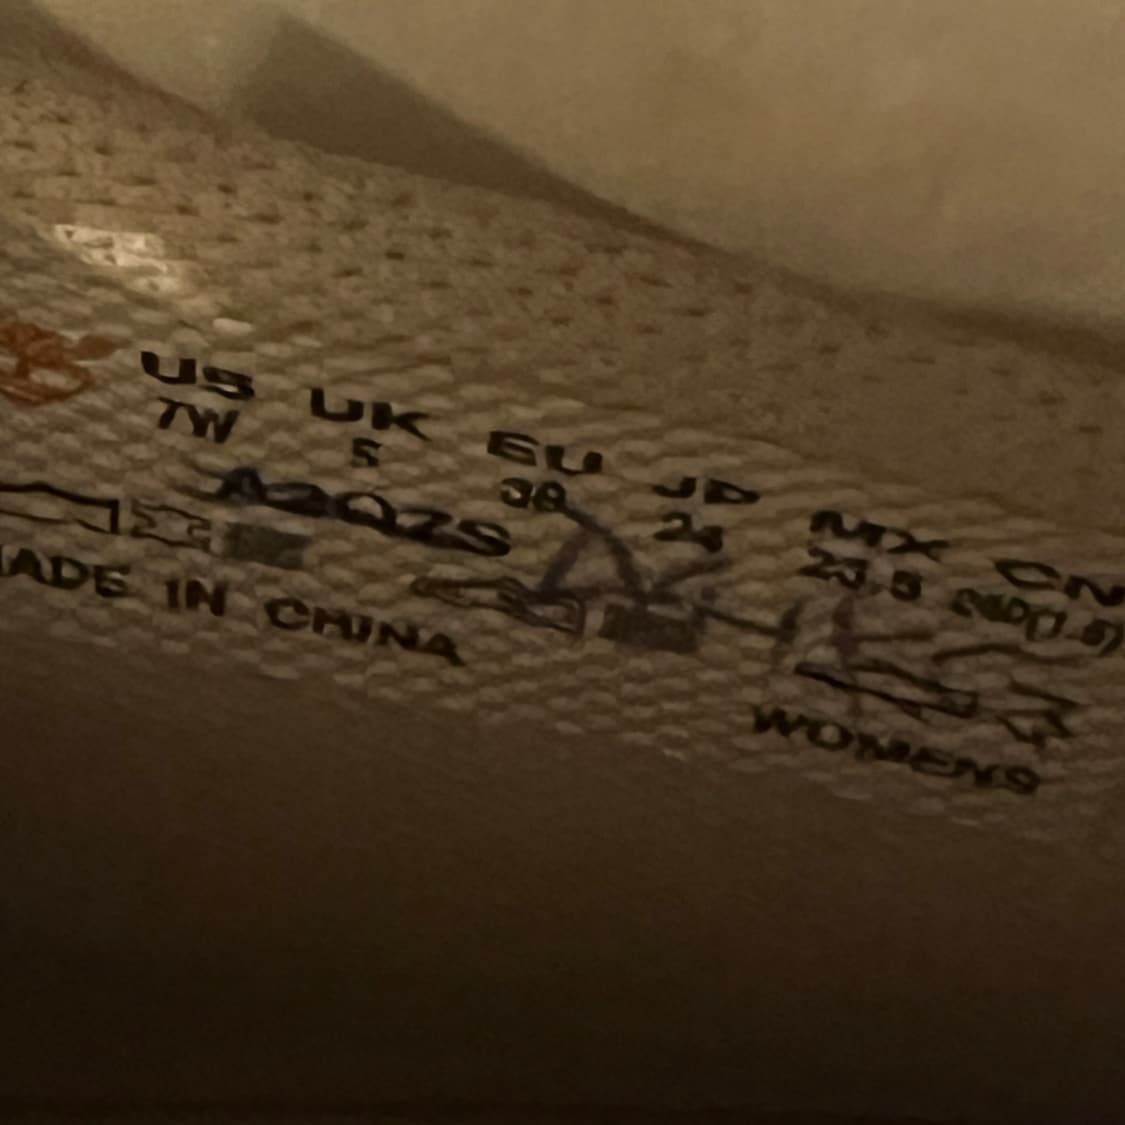 US UK EU JP MX CN
7W 5 38 24 23.5
A2QZS
MADE IN CHINA
WOMENS